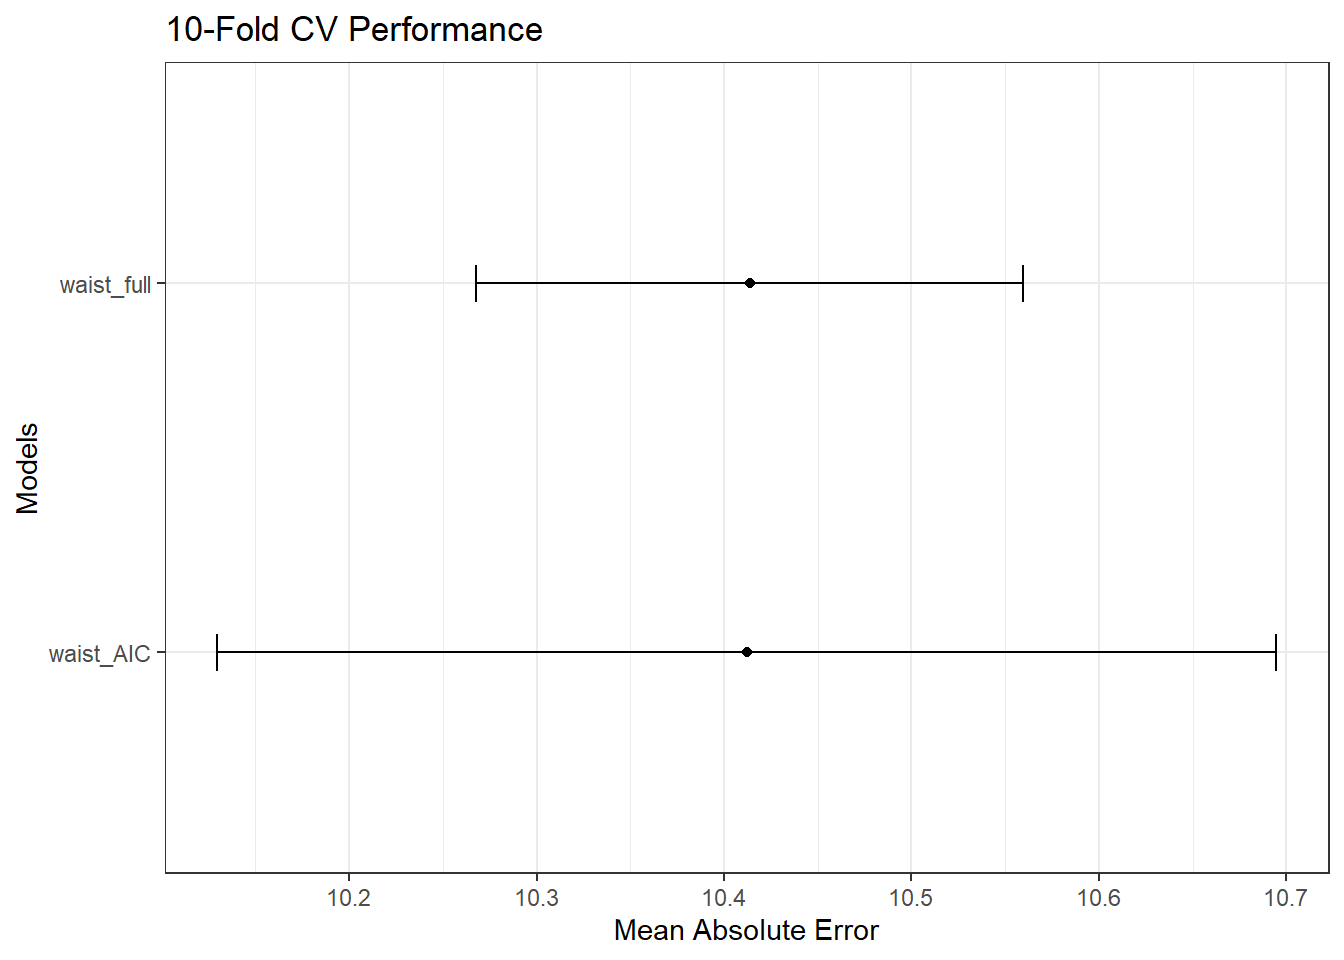 10-Fold CV Performance
Models
waist_full
waist_AIC
10.2 10.3 10.4 10.5 10.6 10.7
Mean Absolute Error